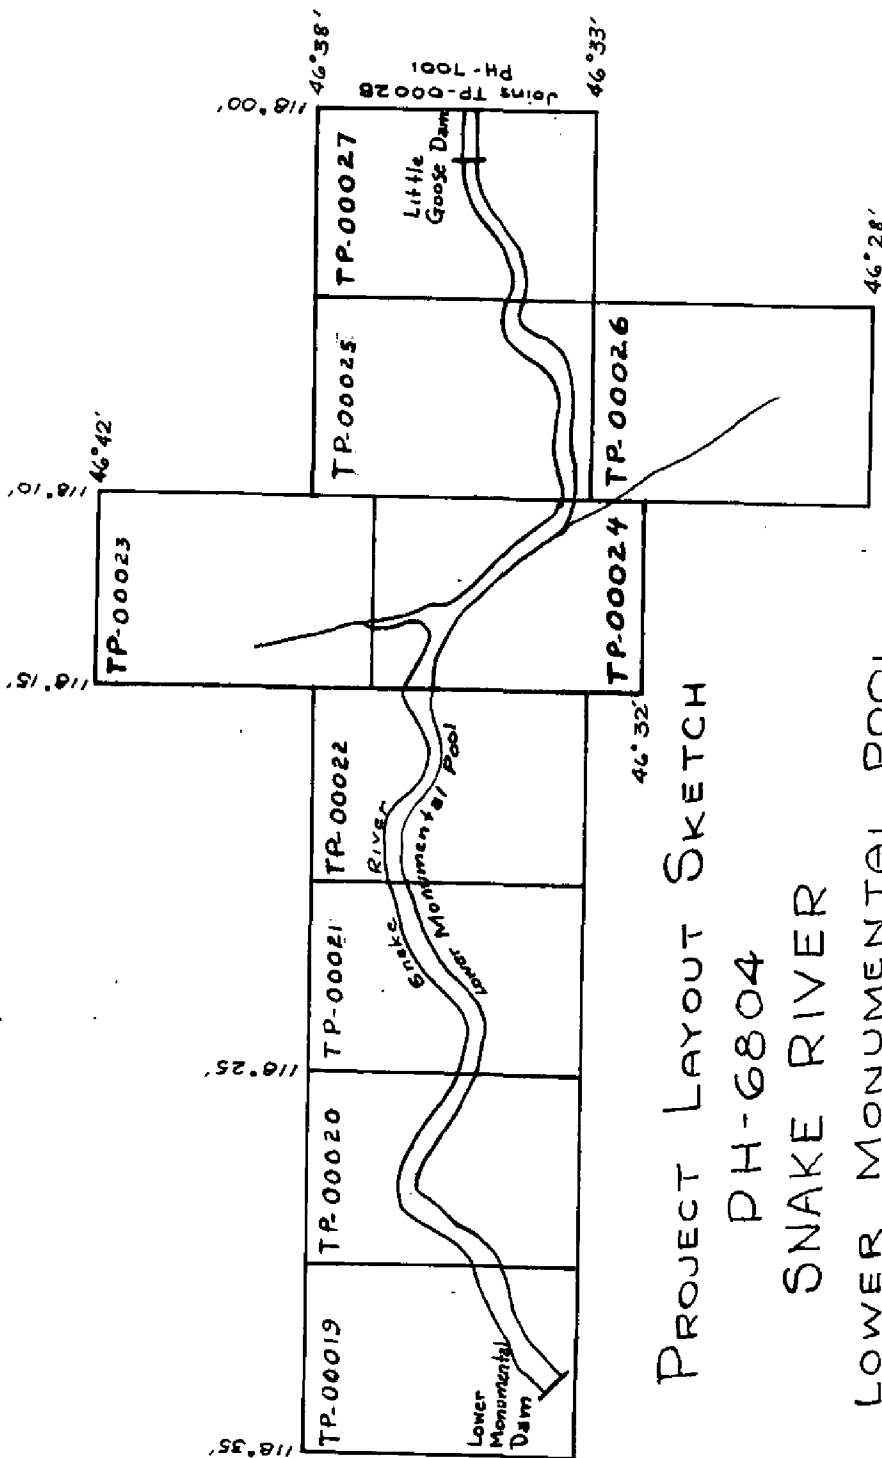 118°35'
118°25'
118°15'
118°10'
118°00'
46°42'
46°38'
46°33'
46°32'
46°28'
TP-00019
TP-00020
TP-00021
TP-00022
TP-00023
TP-00024
TP-00025
TP-00026
TP-00027
Lower
Monumental
Dam
Snake River
Lower Monumental Pool
Little
Goose Dam
Joins TP-00028
PH-7001
PROJECT LAYOUT SKETCH
PH-6804
SNAKE RIVER
LOWER MONUMENTAL POOL